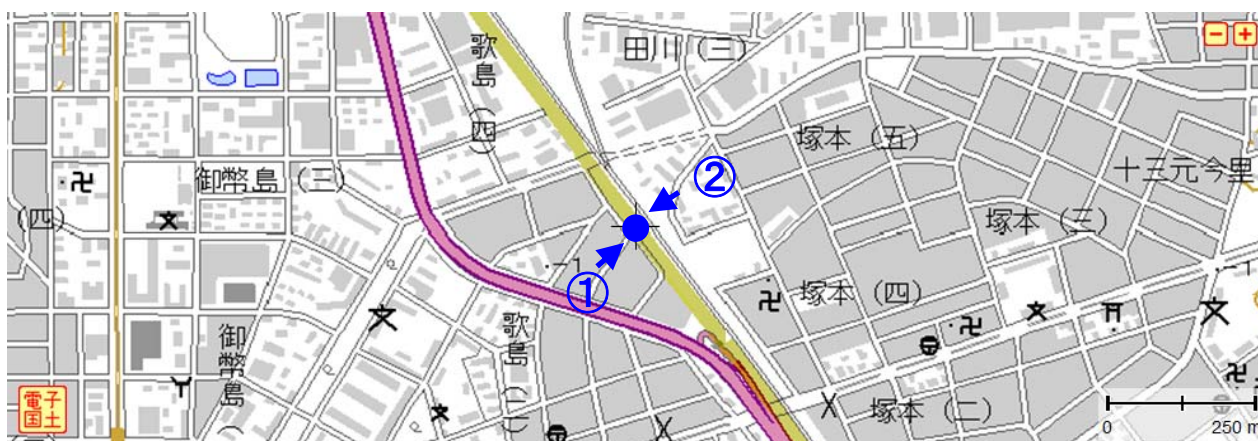 歌島(四)
田川(三)
塚本(五)
十三元今里
御幣島(三)
②
(四)
塚本(三)
-1
①
塚本(四)
歌島(二)
御幣島(
塚本(二)
電子国土
0 250 m